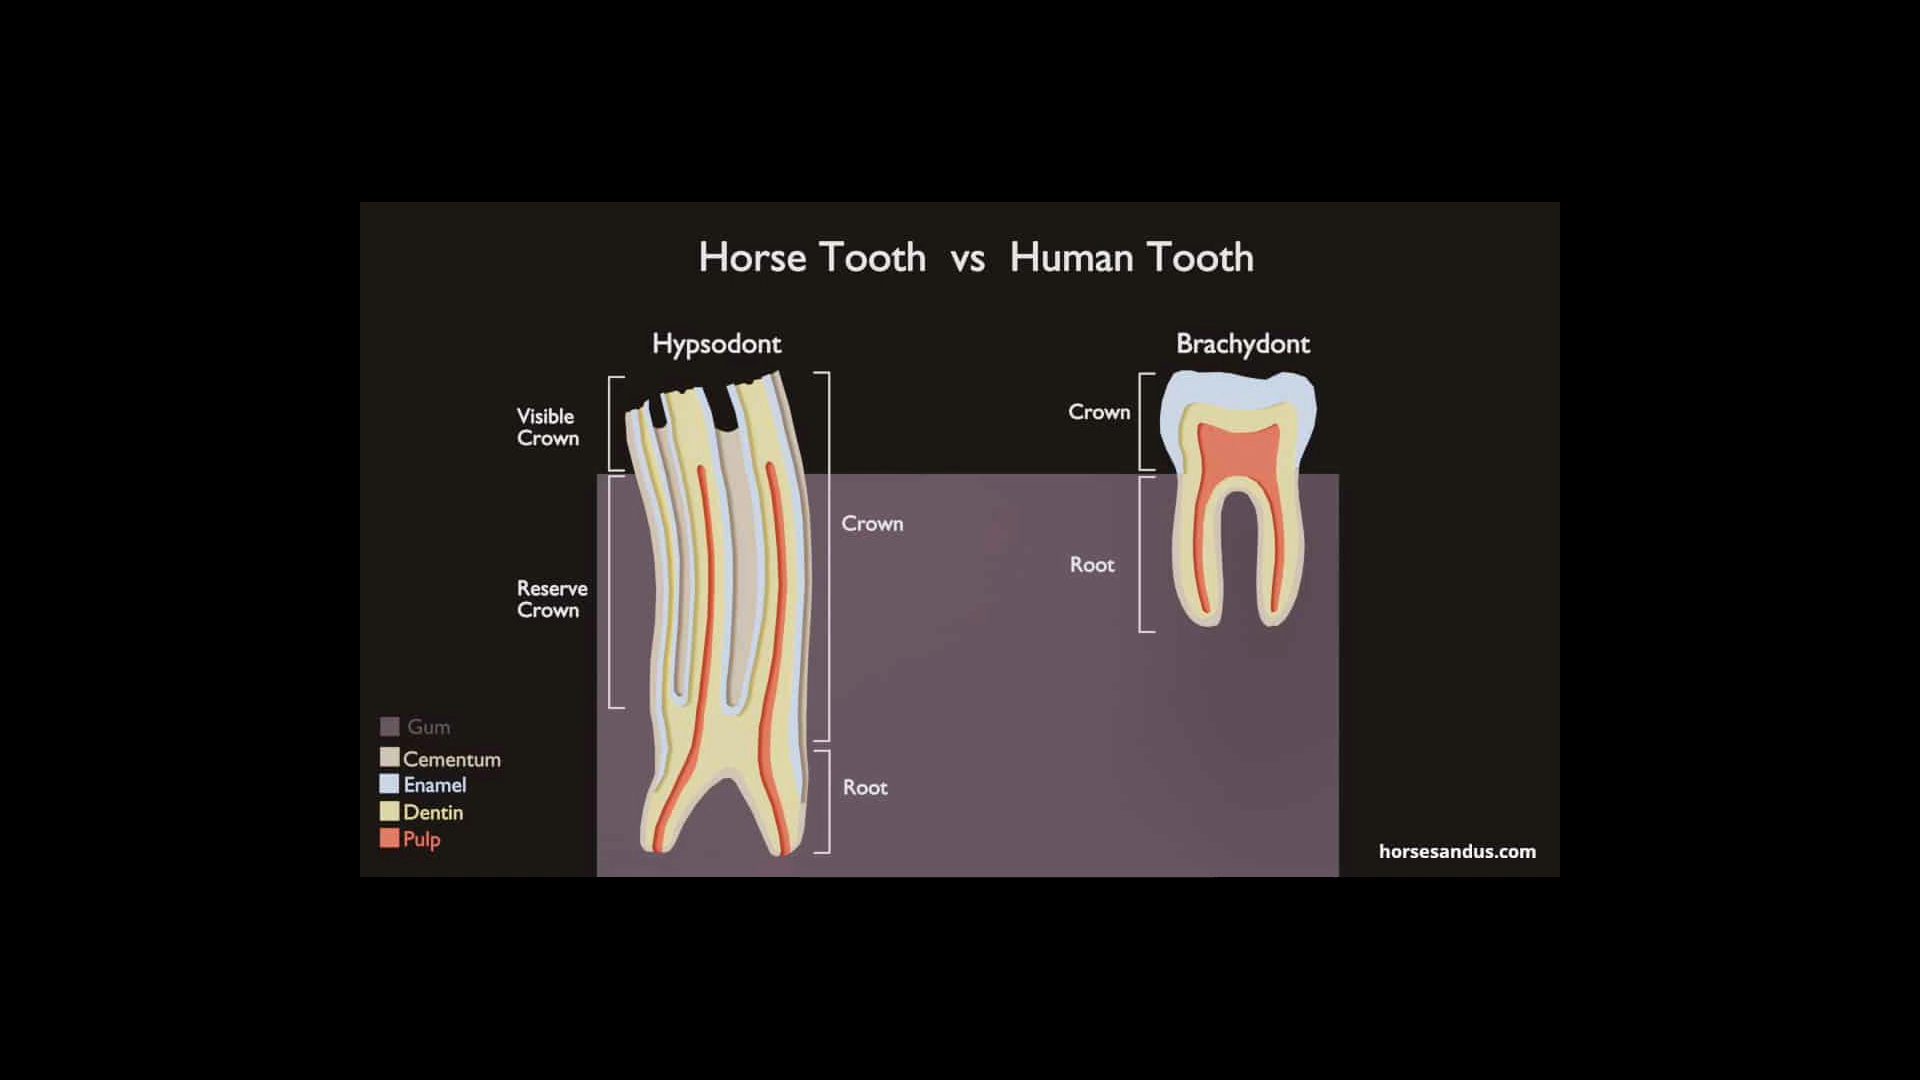 Horse Tooth vs Human Tooth
Hypsodont
Brachydont
Visible
Crown
Crown
Crown
Root
Reserve
Crown
Root
Gum
Cementum
Enamel
Dentin
Pulp
horsesandus.com